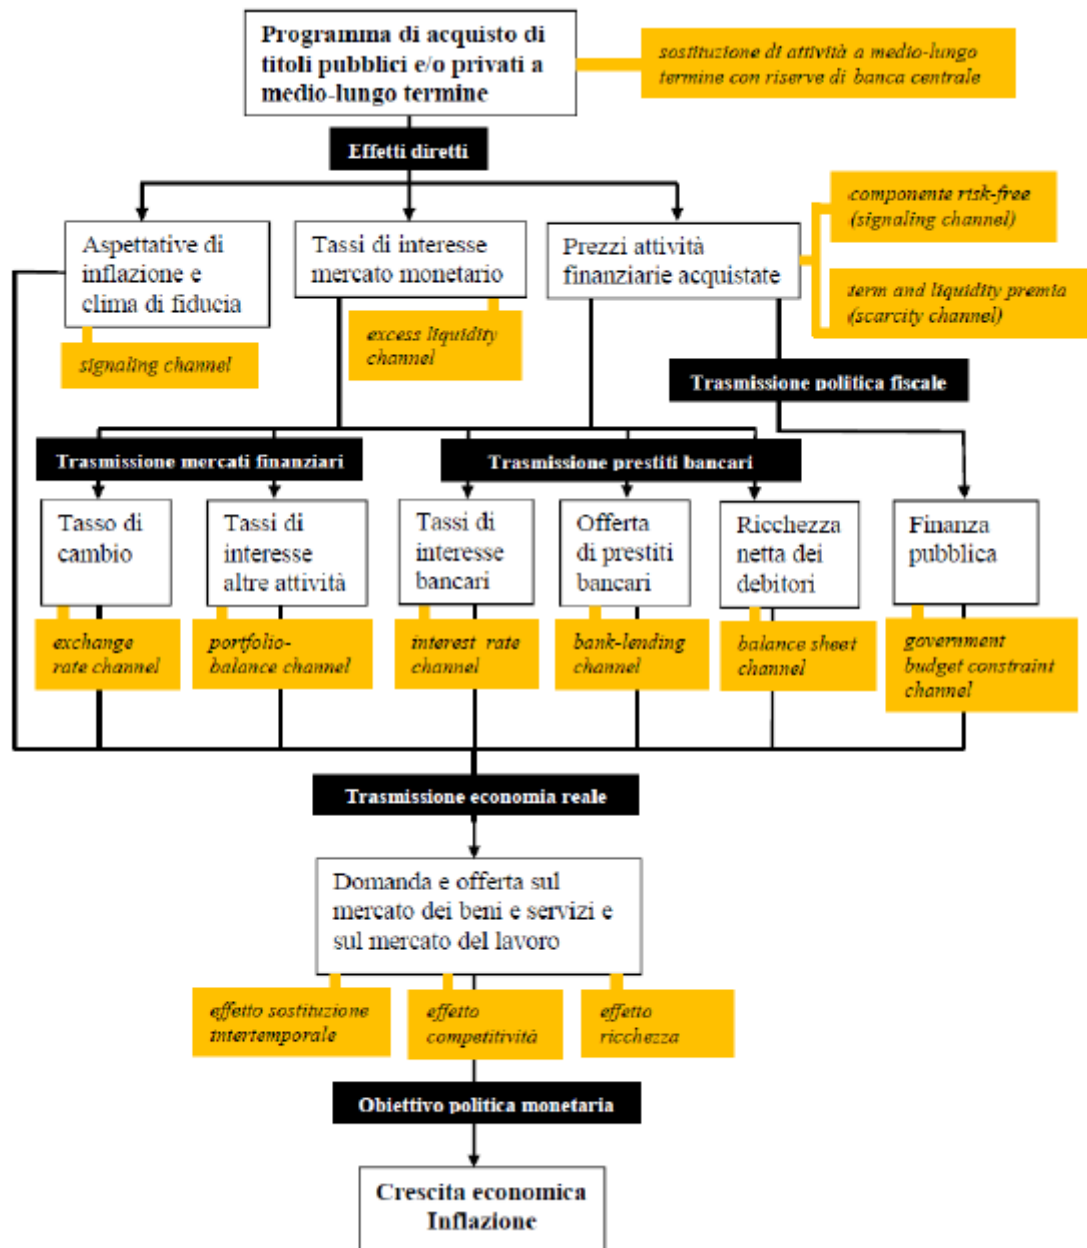 Programma di acquisto di
titoli pubblici e/o privati a
medio-lungo termine
sostituzione di attività a medio-lungo
termine con riserve di banca centrale
Effetti diretti
Aspettative di
inflazione e
clima di fiducia
signaling channel
Tassi di interesse
mercato monetario
excess liquidity
channel
Prezzi attività
finanziarie acquistate
componente risk-free
(signaling channel)
term and liquidity premia
(scarcity channel)
Trasmissione politica fiscale
Trasmissione mercati finanziari
Trasmissione prestiti bancari
Tasso di
cambio
exchange
rate channel
Tassi di
interesse
altre attività
portfolio-
balance channel
Tassi di
interesse
bancari
interest rate
channel
Offerta
di prestiti
bancari
bank-lending
channel
Ricchezza
netta dei
debitori
balance sheet
channel
Finanza
pubblica
government
budget constraint
channel
Trasmissione economia reale
Domanda e offerta sul
mercato dei beni e servizi e
sul mercato del lavoro
effetto sostituzione
intertemporale
effetto
competitività
effetto
ricchezza
Obiettivo politica monetaria
Crescita economica
Inflazione